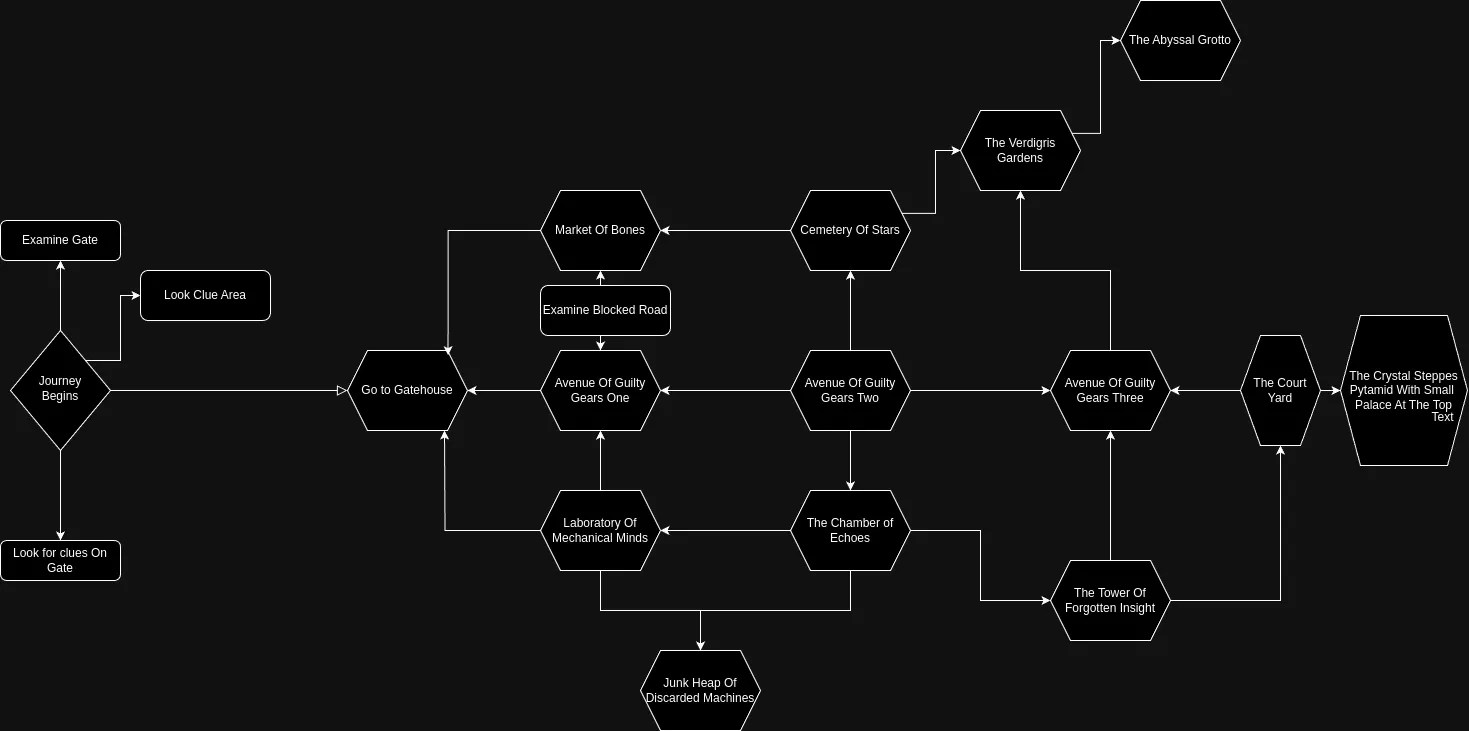 The Abyssal Grotto
The Verdigris
Gardens
Market Of Bones
Cemetery Of Stars
Examine Gate
Look Clue Area
Examine Blocked Road
Journey
Begins
Go to Gatehouse
Avenue Of Guilty
Gears One
Avenue Of Guilty
Gears Two
Avenue Of Guilty
Gears Three
The Court
Yard
The Crystal Steppes
Pytamid With Small
Palace At The Top
Text
Laboratory Of
Mechanical Minds
The Chamber of
Echoes
Look for clues On
Gate
The Tower Of
Forgotten Insight
Junk Heap Of
Discarded Machines